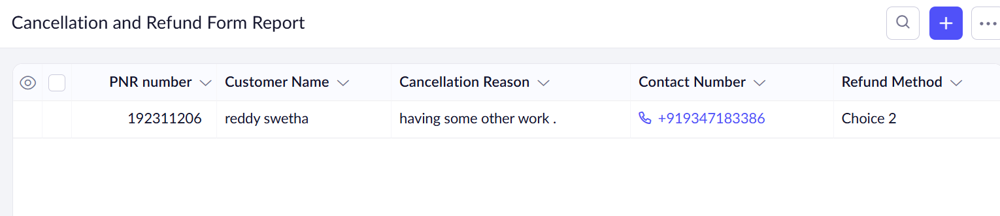 Cancellation and Refund Form Report
PNR number Customer Name Cancellation Reason Contact Number Refund Method
192311206 reddy swetha having some other work . +919347183386 Choice 2